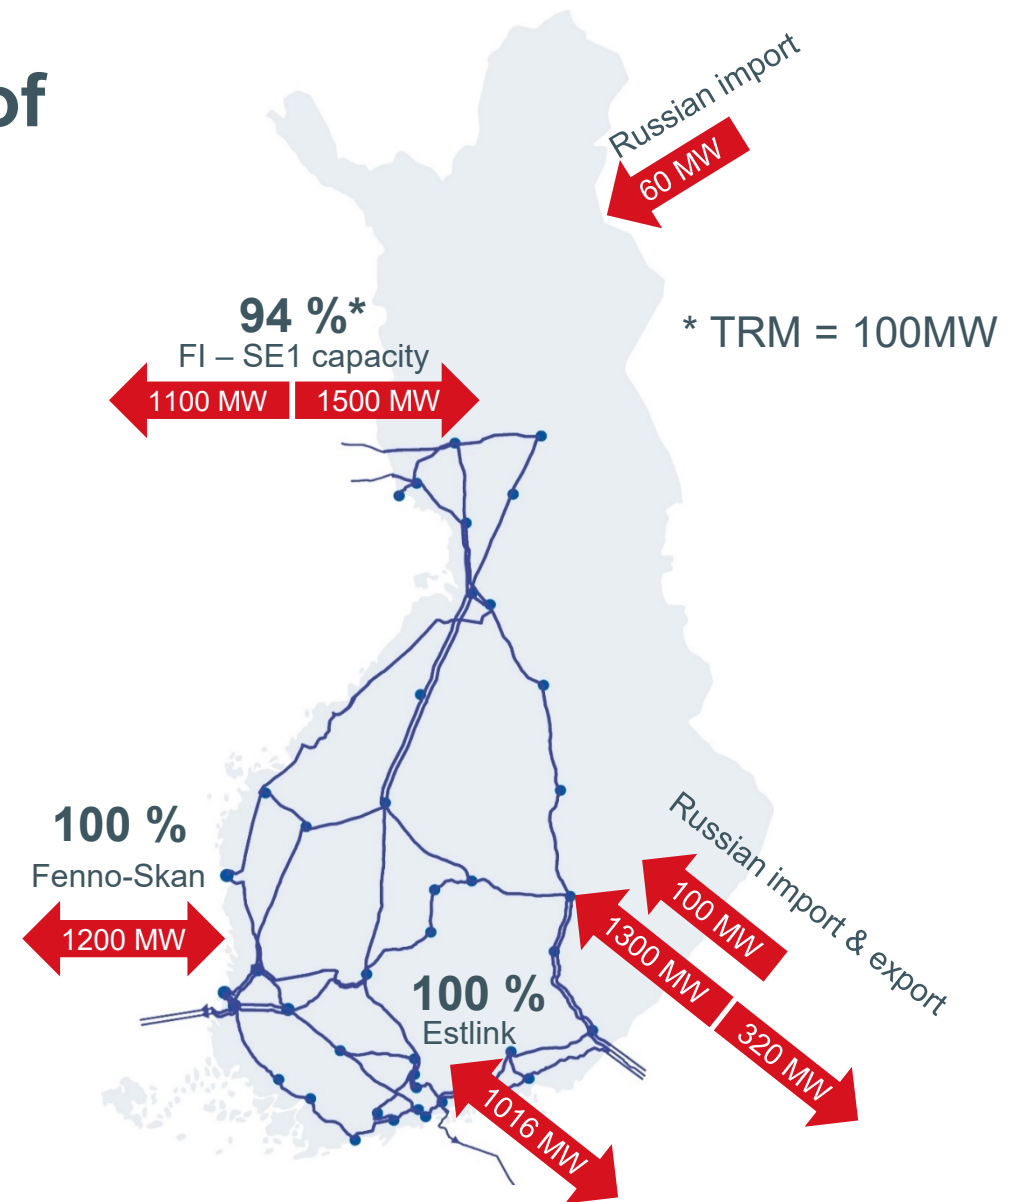 of
Russian import
60 MW
94 %*
FI – SE1 capacity
1100 MW
1500 MW
* TRM = 100MW
100 %
Fenno-Skan
1200 MW
Russian import & export
100 MW
1300 MW
320 MW
100 %
Estlink
1016 MW